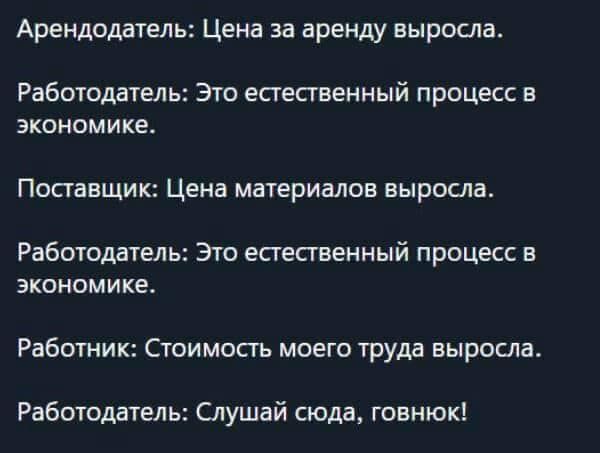 Арендодатель: Цена за аренду выросла.
Работодатель: Это естественный процесс в
экономике.
Поставщик: Цена материалов выросла.
Работодатель: Это естественный процесс в
экономике.
Работник: Стоимость моего труда выросла.
Работодатель: Слушай сюда, говнюк!